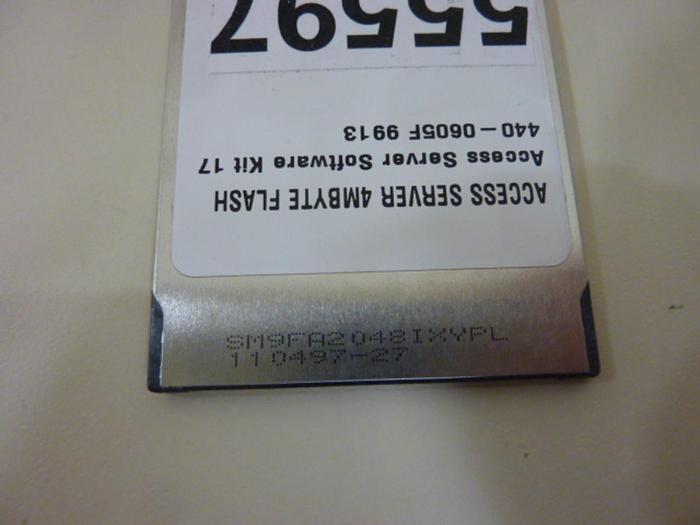 ACCESS SERVER 4MBYTE FLASH
Access Server Software Kit 17
440-0605F 9913
55597
SM9FA2048IXYPL
110497-27